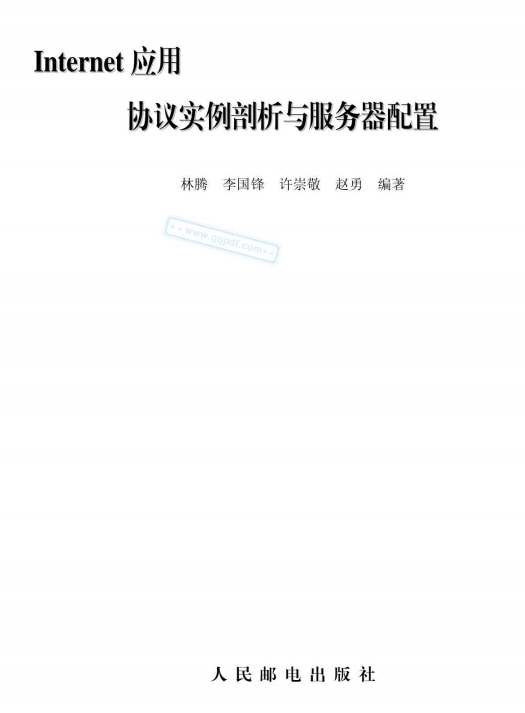 Internet 应用
协议实例剖析与服务器配置
林腾 李国锋 许崇敬 赵勇 编著
www.gqpdf.com
人民邮电出版社